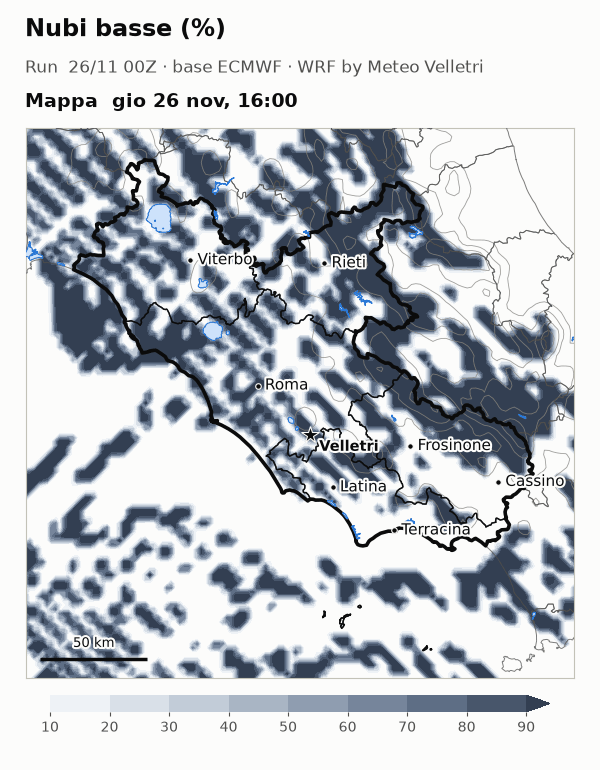 Nubi basse (%)
Run  26/11 00Z · base ECMWF · WRF by Meteo Velletri
Mappa  gio 26 nov, 16:00
Viterbo
Rieti
Roma
Velletri
Frosinone
Cassino
Latina
Terracina
50 km
10 20 30 40 50 60 70 80 90